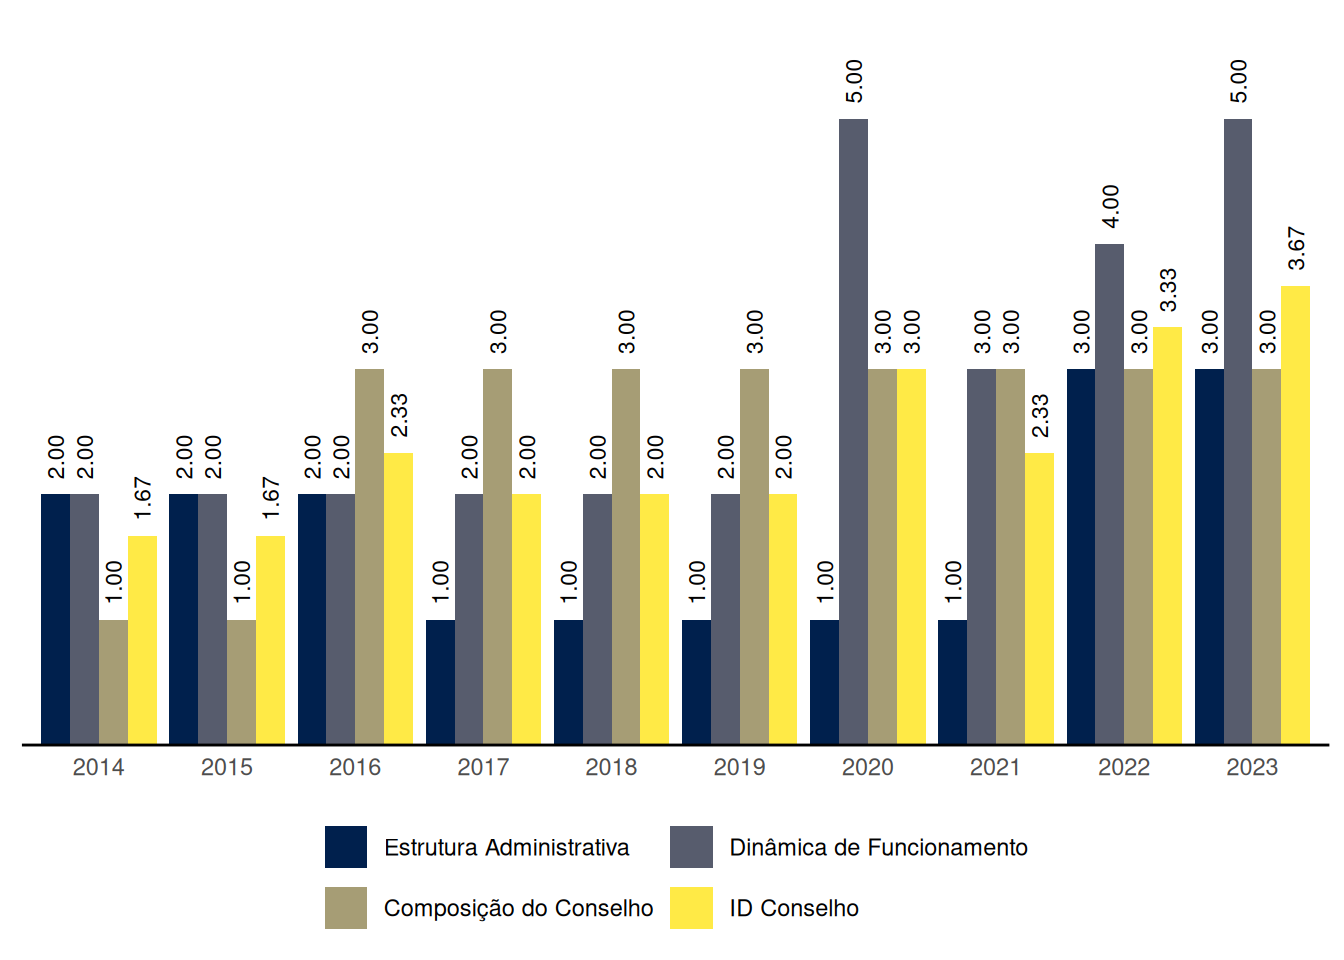 5.00 5.00
4.00
3.67
3.33
3.00 3.00 3.00 3.00 3.00 3.00 3.00 3.00 3.00 3.00 3.00 3.00
2.33 2.33
2.00 2.00 2.00 2.00 2.00 2.00 2.00 2.00 2.00 2.00 2.00 2.00
1.67 1.67
1.00 1.00 1.00 1.00 1.00 1.00 1.00
2014 2015 2016 2017 2018 2019 2020 2021 2022 2023
Estrutura Administrativa Dinâmica de Funcionamento
Composição do Conselho ID Conselho